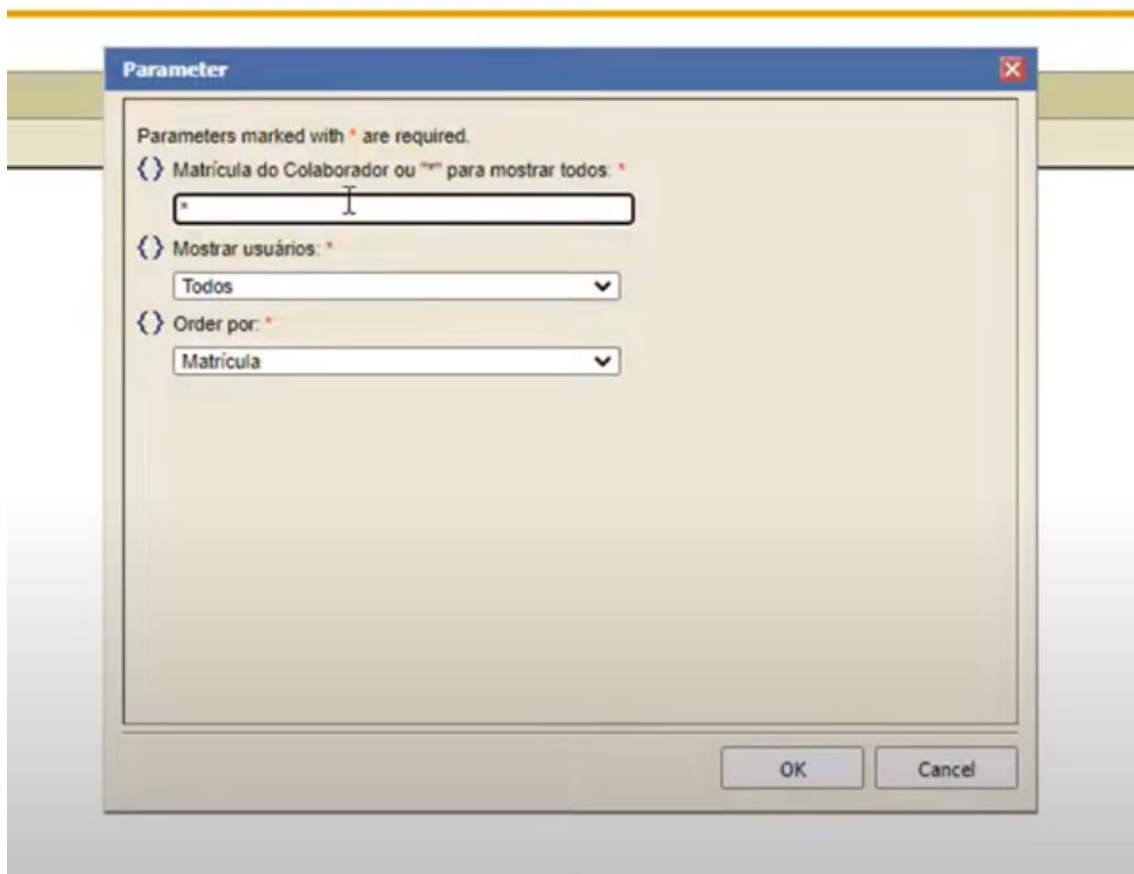 Parameter
Parameters marked with * are required.
{} Matrícula do Colaborador ou "*" para mostrar todos: *
*
{} Mostrar usuários: *
Todos
{} Order por: *
Matrícula
OK
Cancel